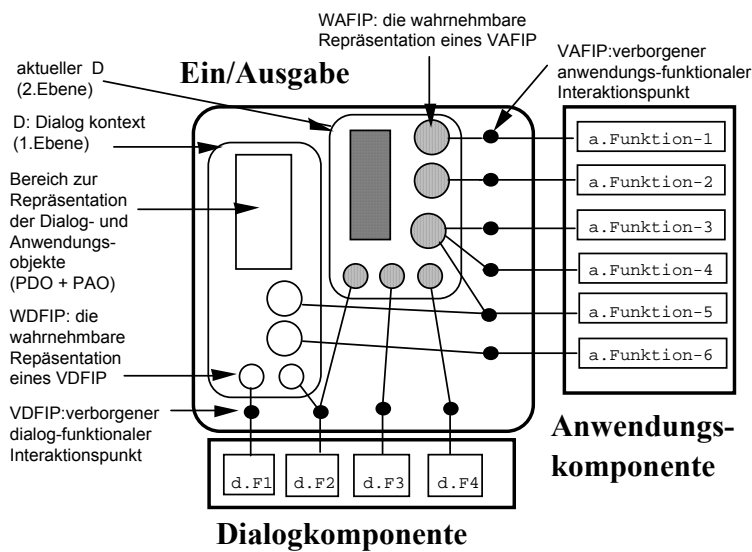 WAFIP: die wahrnehmbare
Repräsentation eines VAFIP
VAFIP:verborgener
anwendungs-funktionaler
Interaktionspunkt
aktueller D
(2.Ebene)
Ein/Ausgabe
D: Dialog kontext
(1.Ebene)
Bereich zur
Repräsentation
der Dialog- und
Anwendungs-
objekte
(PDO + PAO)
WDFIP: die
wahrnehmbare
Repäsentation
eines VDFIP
VDFIP:verborgener
dialog-funktionaler
Interaktionspunkt
a.Funktion-1
a.Funktion-2
a.Funktion-3
a.Funktion-4
a.Funktion-5
a.Funktion-6
Anwendungs-
komponente
d.F1
d.F2
d.F3
d.F4
Dialogkomponente